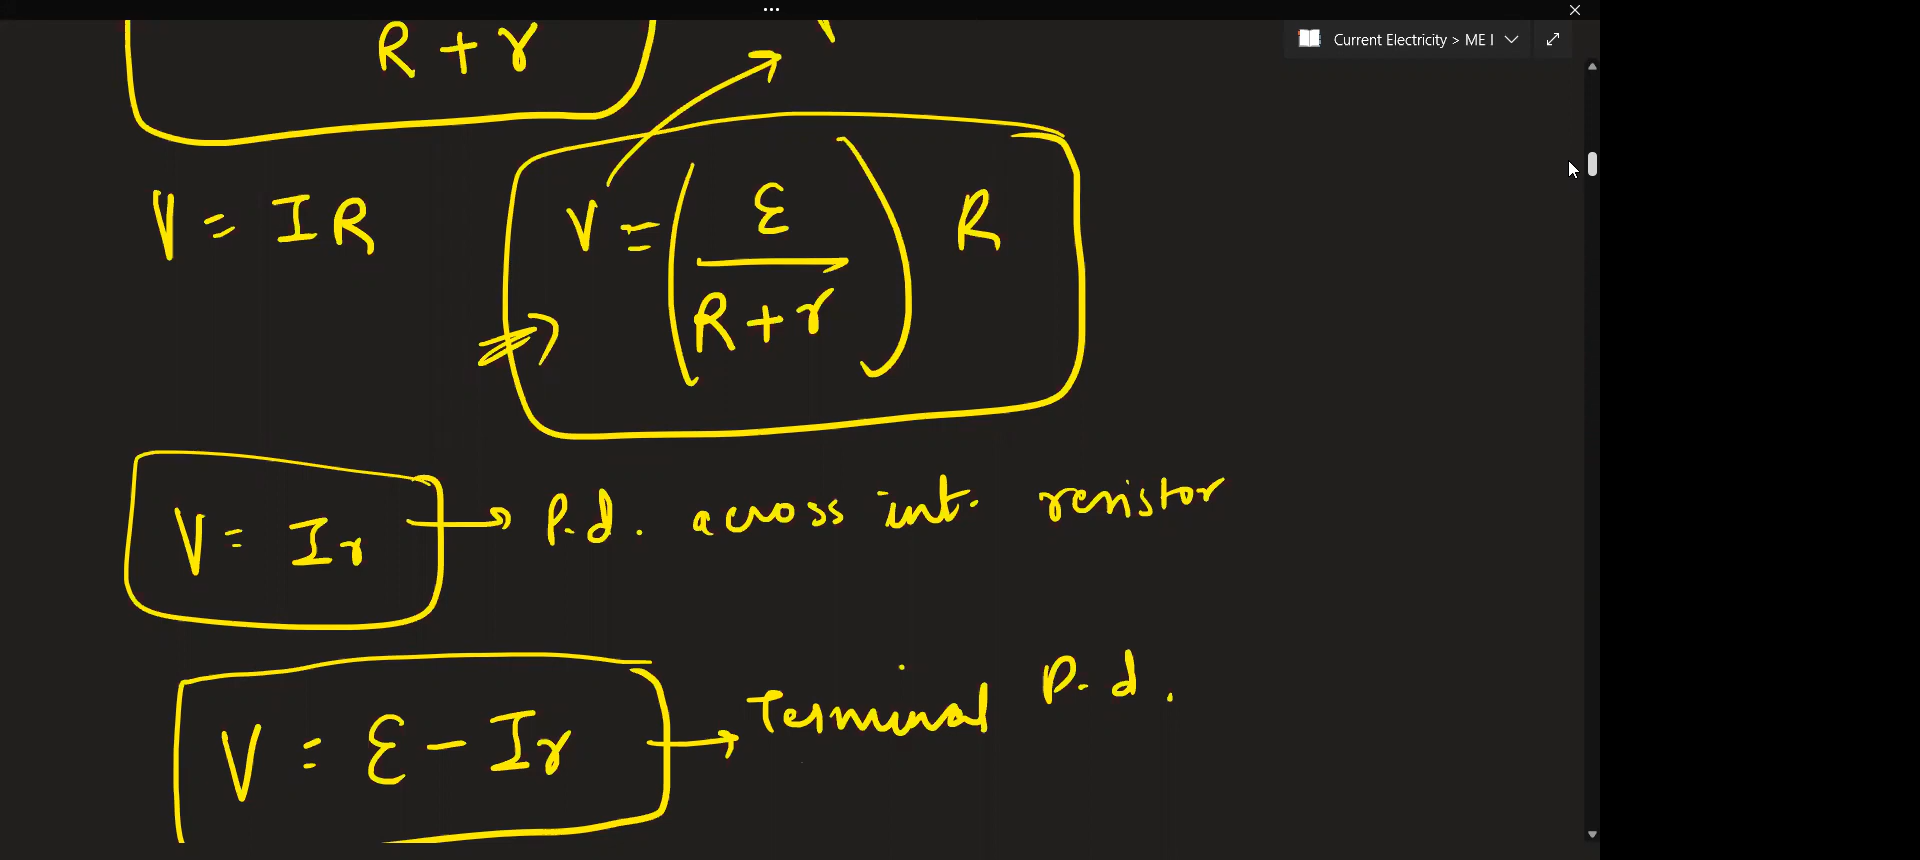 ...
Current Electricity > ME I
R + r
V = IR
V = (ε / R + r) R
V = Ir → P.d. across int. resistor
V = ε - Ir → Terminal P.d.